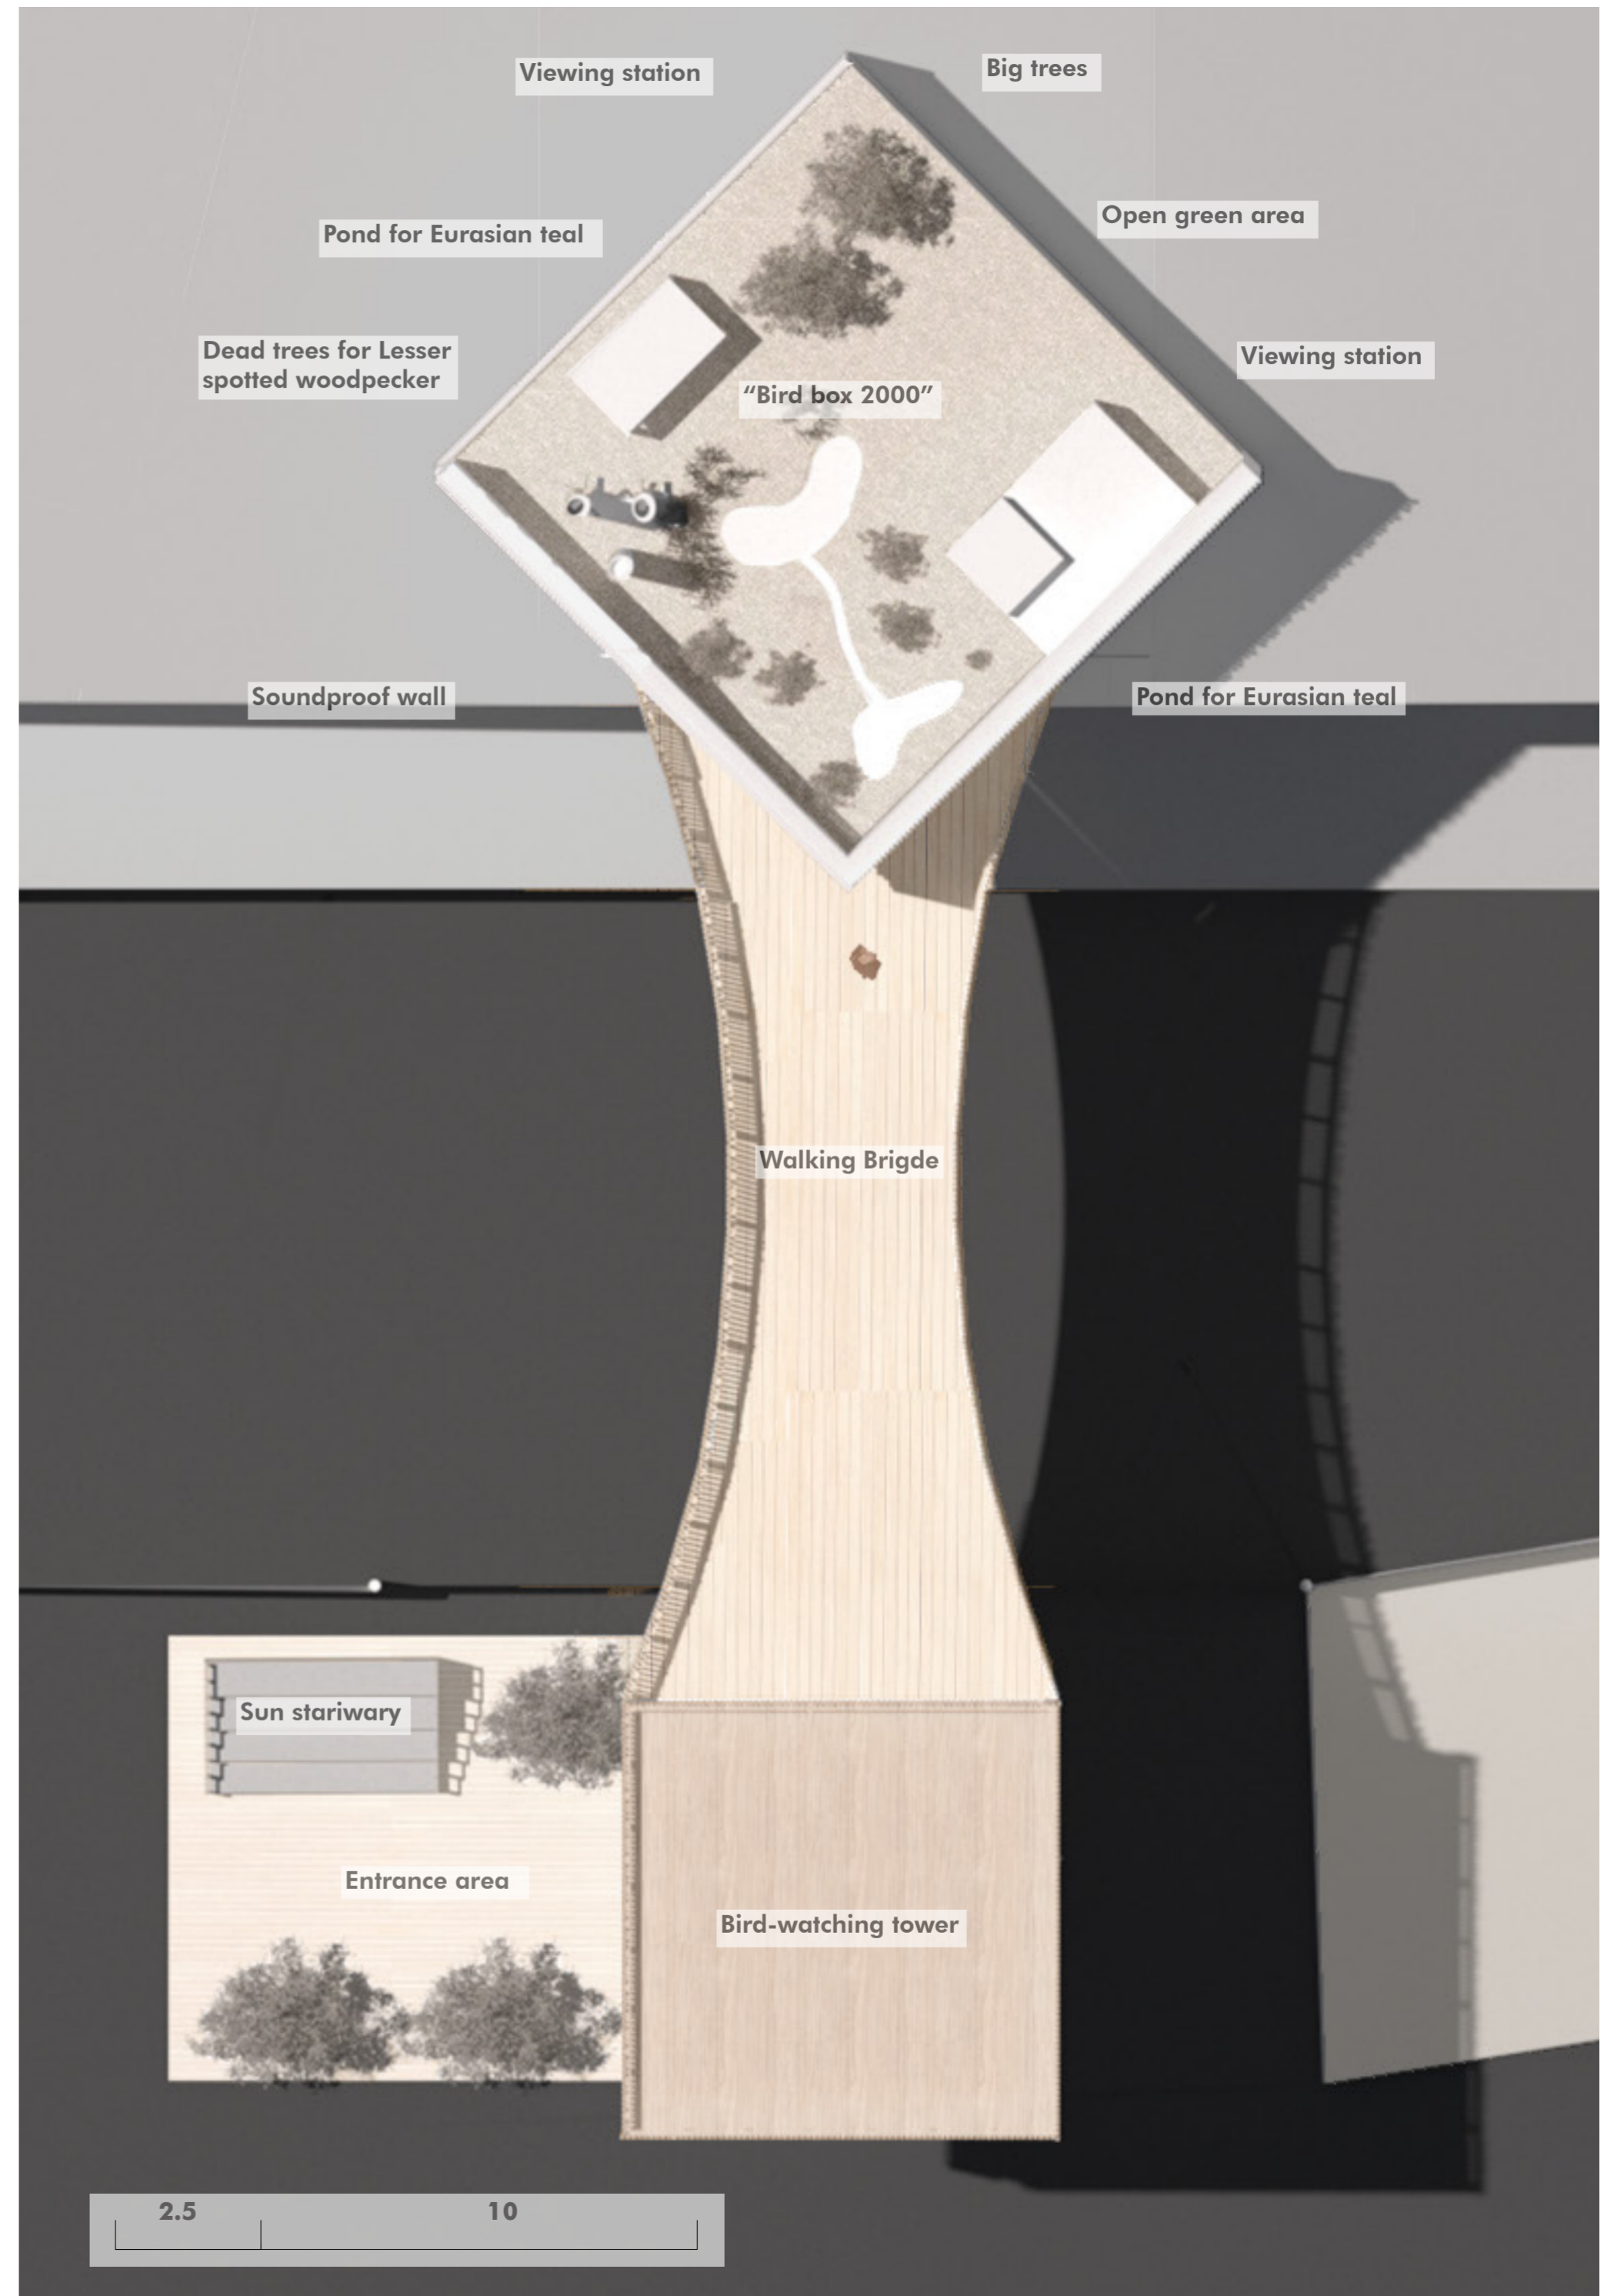 Viewing station
Big trees
Open green area
Pond for Eurasian teal
Dead trees for Lesser
spotted woodpecker
Viewing station
“Bird box 2000”
Soundproof wall
Pond for Eurasian teal
Walking Brigde
Sun stariwary
Entrance area
Bird-watching tower
2.5
10